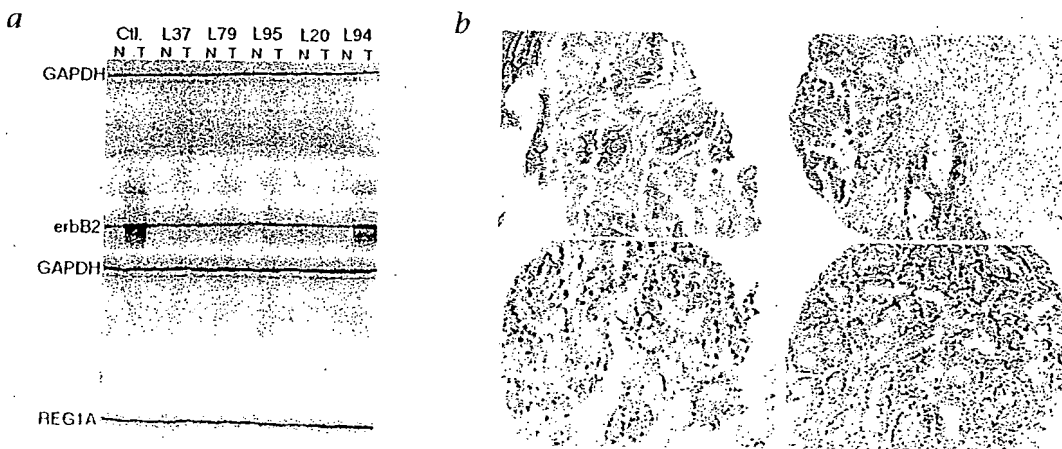 a
b
Ctl. L37 L79 L95 L20 L94
N T N T N T N T N T N T
GAPDH
erbB2
GAPDH
REG1A